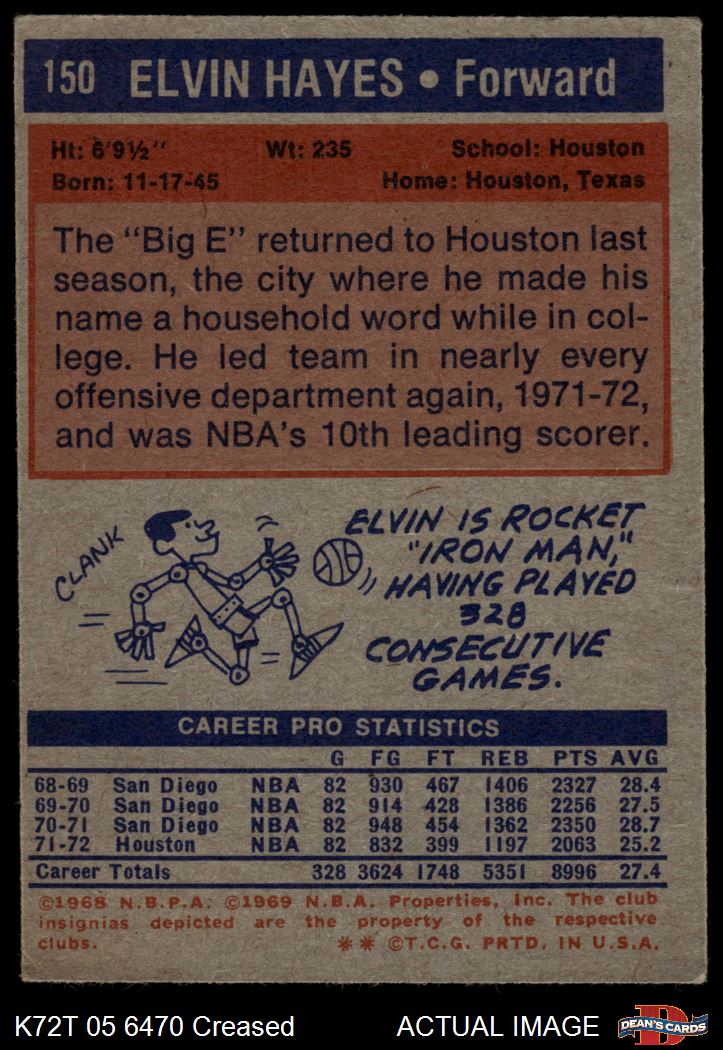 150 ELVIN HAYES • Forward
Ht: 6'9½" Wt: 235 School: Houston
Born: 11-17-45 Home: Houston, Texas
The "Big E" returned to Houston last
season, the city where he made his
name a household word while in col-
lege. He led team in nearly every
offensive department again, 1971-72,
and was NBA's 10th leading scorer.
CLANK
ELVIN IS ROCKET
"IRON MAN,"
HAVING PLAYED
328
CONSECUTIVE
GAMES.
CAREER PRO STATISTICS
G FG FT REB PTS AVG
68-69 San Diego NBA 82 930 467 1406 2327 28.4
69-70 San Diego NBA 82 914 428 1386 2256 27.5
70-71 San Diego NBA 82 948 454 1362 2350 28.7
71-72 Houston NBA 82 832 399 1197 2063 25.2
Career Totals 328 3624 1748 5351 8996 27.4
©1968 N.B.P.A. ©1969 N.B.A. Properties, Inc. The club
insignias depicted are the property of the respective
clubs. ** ©T.C.G. PRTD. IN U.S.A.
K72T 05 6470 Creased ACTUAL IMAGE
D
DEAN'S CARDS